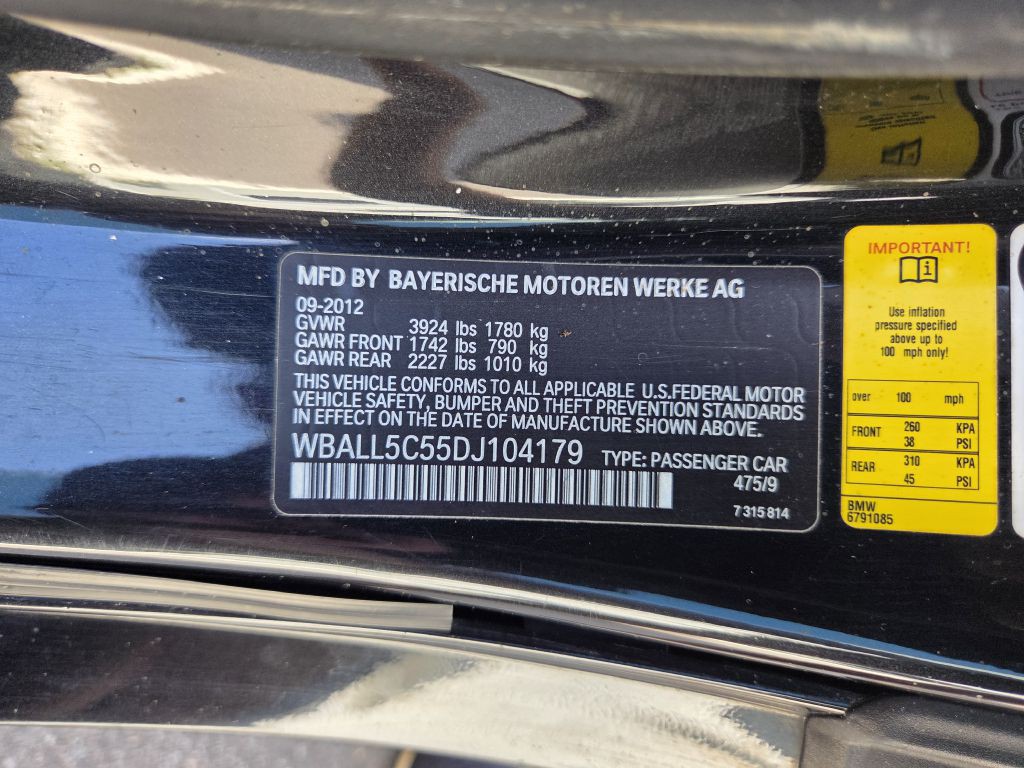 MFD BY BAYERISCHE MOTOREN WERKE AG
09-2012
GVWR 3924 lbs 1780 kg
GAWR FRONT 1742 lbs 790 kg
GAWR REAR 2227 lbs 1010 kg
THIS VEHICLE CONFORMS TO ALL APPLICABLE U.S.FEDERAL MOTOR
VEHICLE SAFETY, BUMPER AND THEFT PREVENTION STANDARDS
IN EFFECT ON THE DATE OF MANUFACTURE SHOWN ABOVE.
WBALL5C55DJ104179 TYPE: PASSENGER CAR
475/9
7 315 814
IMPORTANT!
Use inflation
pressure specified
above up to
100 mph only!
over 100 mph
FRONT 260 KPA
38 PSI
REAR 310 KPA
45 PSI
BMW
6791085